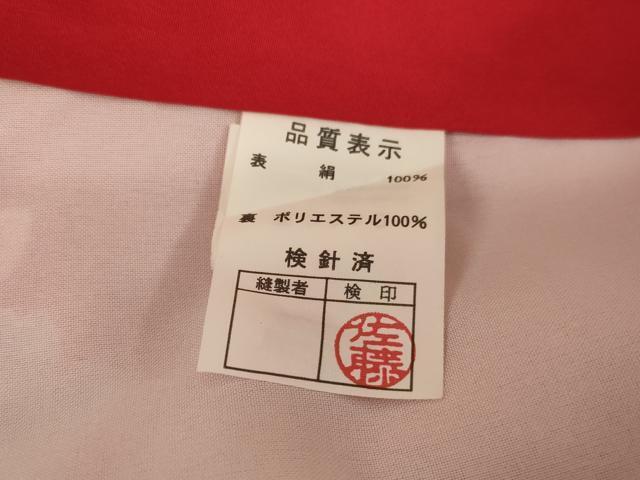 品質表示
表 絹 100%
裏 ポリエステル100%
検針済
縫製者 検印
佐藤